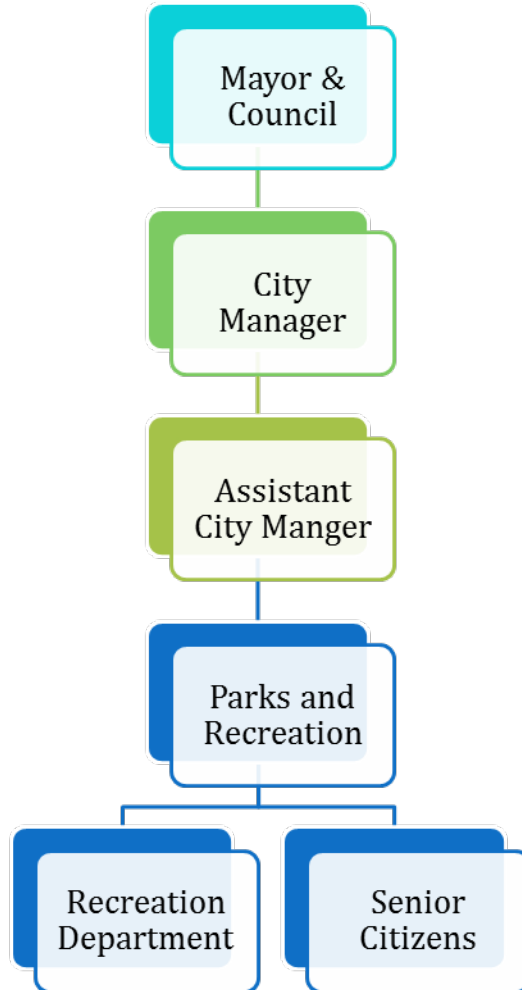 Mayor &
Council
City
Manager
Assistant
City Manger
Parks and
Recreation
Recreation
Department
Senior
Citizens